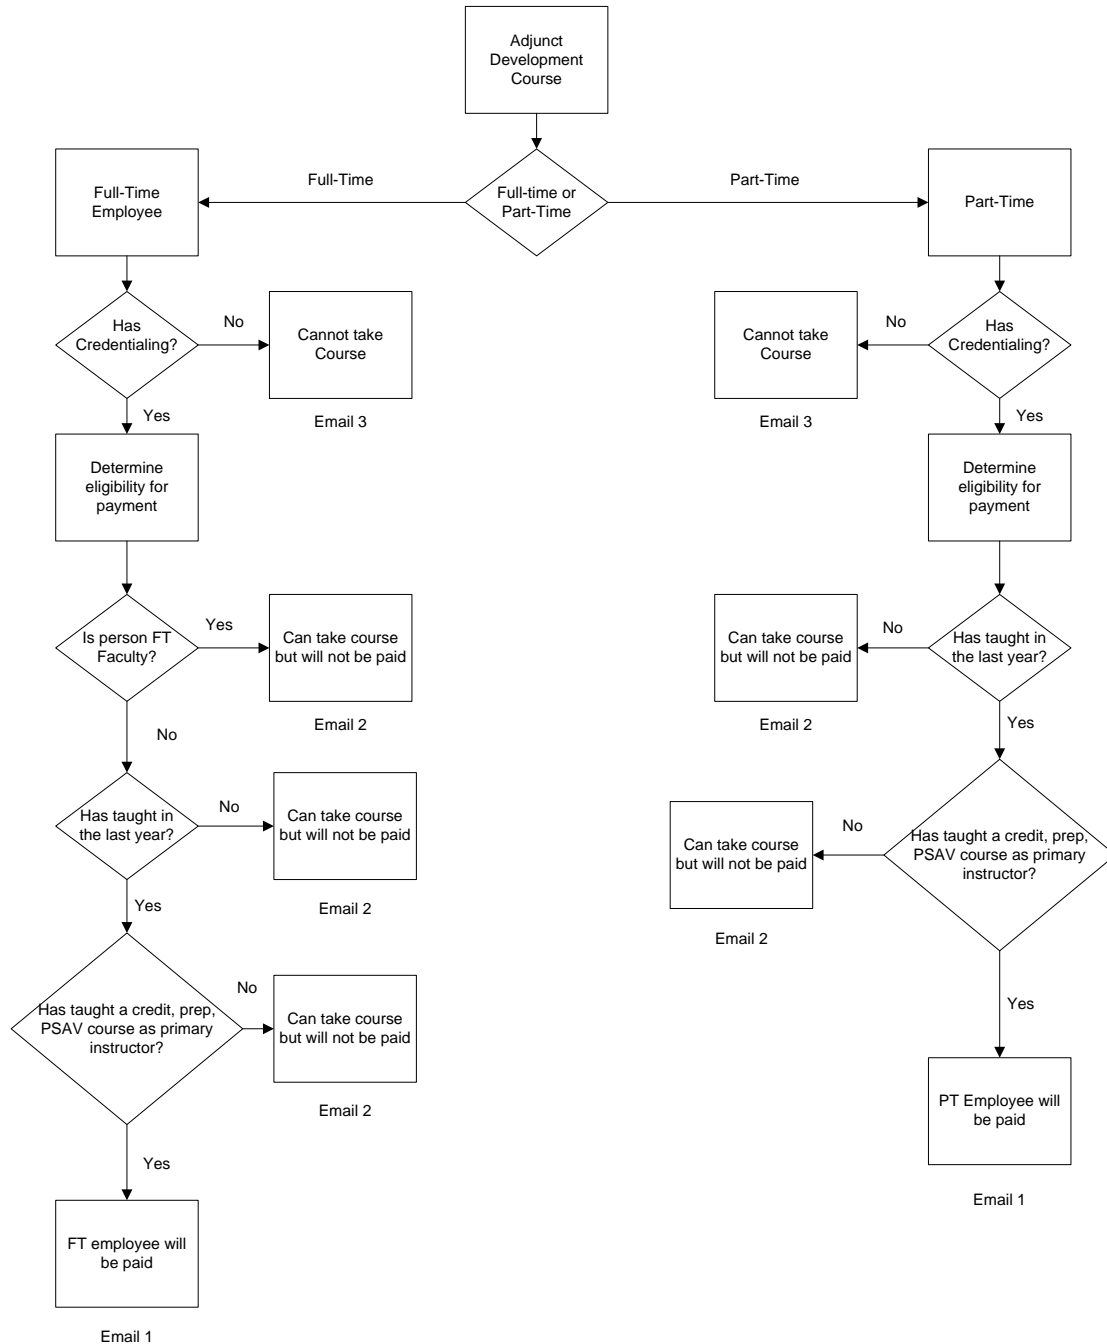 Adjunct
Development
Course
Full-Time
Part-Time
Full-Time
Employee
Full-time or
Part-Time
Part-Time
Has
Credentialing?
No
Cannot take
Course
Email 3
Yes
Cannot take
Course
Email 3
No
Has
Credentialing?
Yes
Determine
eligibility for
payment
Determine
eligibility for
payment
Is person FT
Faculty?
Yes
Can take course
but will not be paid
Email 2
No
Can take course
but will not be paid
Email 2
No
Has taught in
the last year?
Yes
Has taught in
the last year?
No
Can take course
but will not be paid
Email 2
Yes
Can take course
but will not be paid
Email 2
No
Has taught a credit, prep,
PSAV course as primary
instructor?
Yes
Has taught a credit, prep,
PSAV course as primary
instructor?
No
Can take course
but will not be paid
Email 2
Yes
PT Employee will
be paid
Email 1
FT employee will
be paid
Email 1